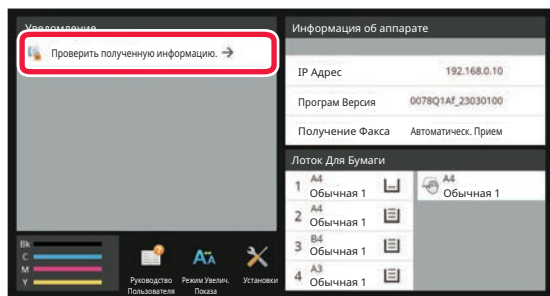 Уведомление
Проверить полученную информацию. →
Информация об аппарате
IP Адрес 192.168.0.10
Програм Версия 0078Q1Af_23030100
Получение Факса Автоматическ. Прием
Лоток Для Бумаги
1 A4 Обычная 1
A4 Обычная 1
2 A4 Обычная 1
3 B4 Обычная 1
4 A3 Обычная 1
Bk
C
M
Y
Руководство Пользователя
Режим Увелич. Показа
Установки